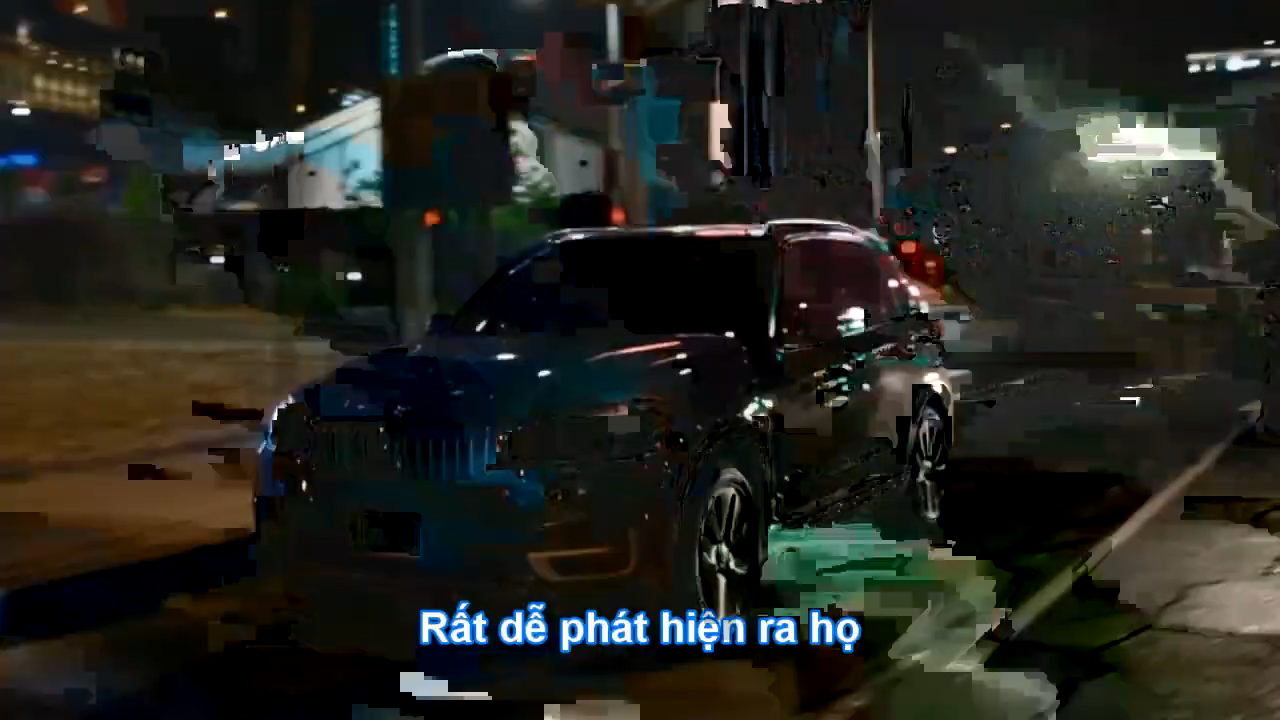 Rất dễ phát hiện ra họ